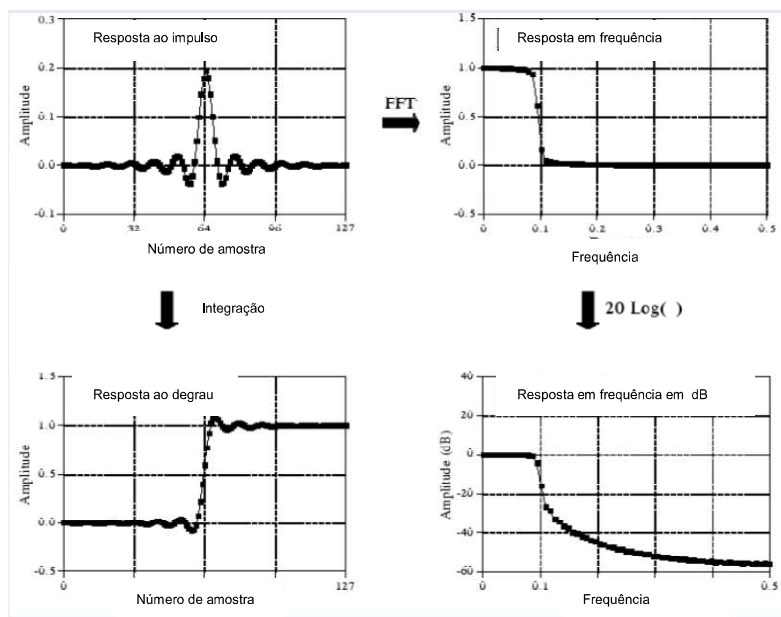 0.3
Resposta ao impulso
0.2
0.1
0.0
-0.1
Amplitude
0
32
64
96
127
Número de amostra
FFT
1.5
Resposta em frequência
1.0
0.5
0.0
-0.5
Amplitude
0
0.1
0.2
0.3
0.4
0.5
Frequência
Integração
20 Log( )
1.5
Resposta ao degrau
1.0
0.5
0.0
-0.5
Amplitude
0
32
64
127
Número de amostra
40
Resposta em frequência em dB
20
0
-20
-40
-60
Amplitude (dB)
0
0.1
0.5
Frequência